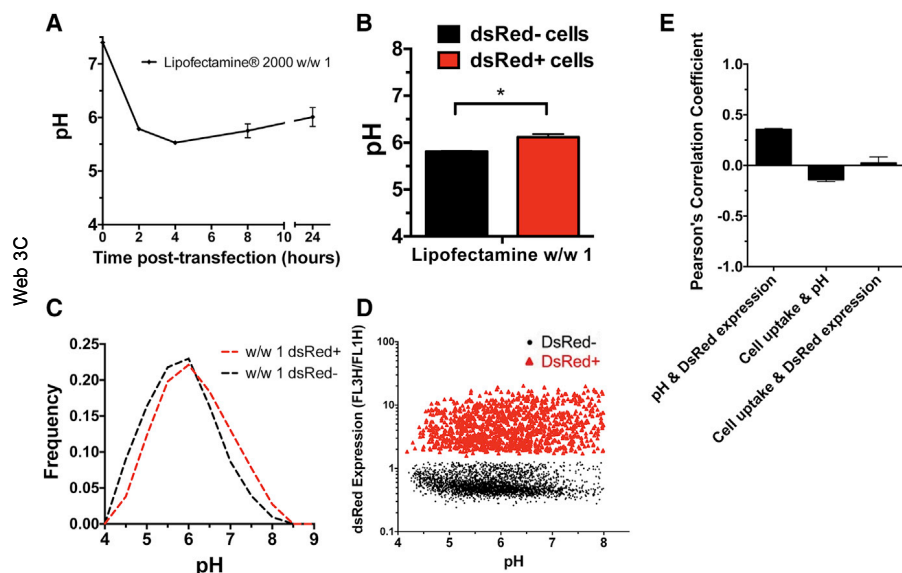 A
pH
7
6
5
4
Lipofectamine® 2000 w/w 1
0 2 4 6 8 10 24
Time post-transfection (hours)
B
dsRed- cells
dsRed+ cells
pH
8
7
6
5
4
*
Lipofectamine w/w 1
E
Pearson's Correlation Coefficient
1.0
0.5
0.0
-0.5
-1.0
pH & DsRed expression
Cell uptake & pH
Cell uptake & DsRed expression
Web 3C
C
Frequency
0.25
0.20
0.15
0.10
0.05
0.00
w/w 1 dsRed+
w/w 1 dsRed-
4 5 6 7 8 9
pH
D
dsRed Expression (FL3H/FL1H)
100
10
1
0.1
DsRed-
DsRed+
4 5 6 7 8
pH